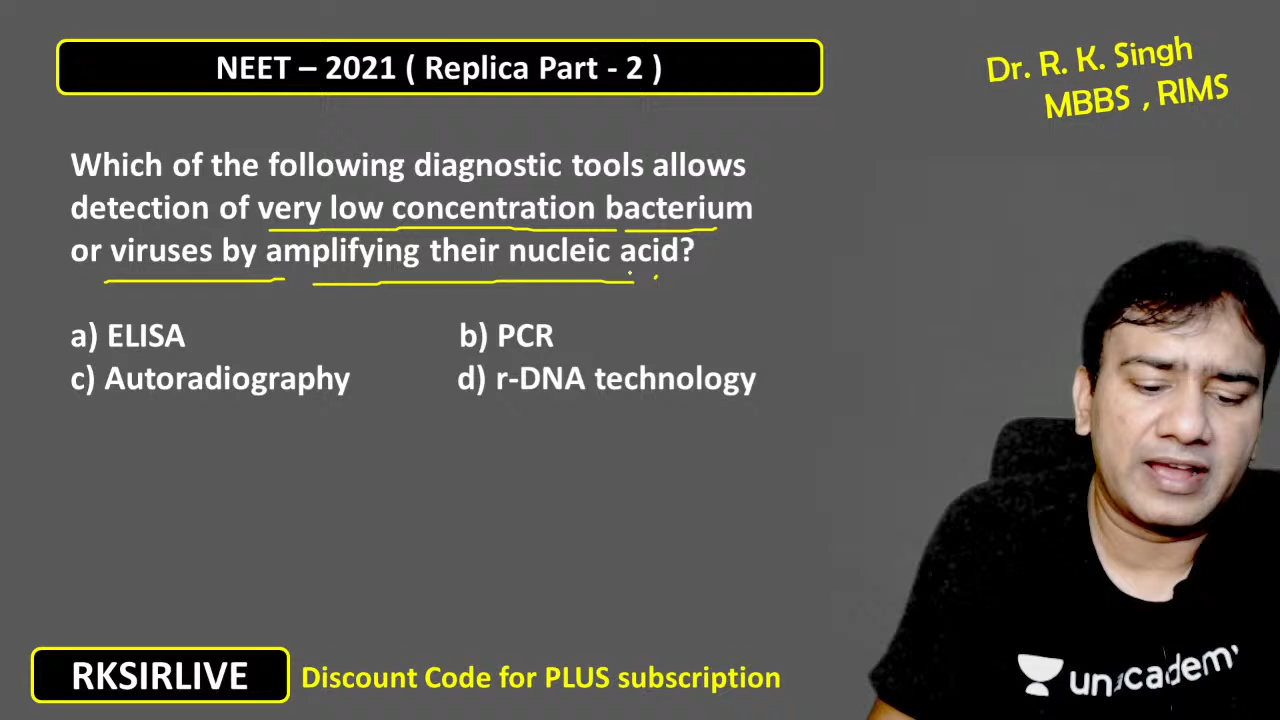 NEET – 2021 ( Replica Part - 2 )
Dr. R. K. Singh
MBBS , RIMS
Which of the following diagnostic tools allows
detection of very low concentration bacterium
or viruses by amplifying their nucleic acid?
a) ELISA b) PCR
c) Autoradiography d) r-DNA technology
unacademy
RKSIRLIVE Discount Code for PLUS subscription